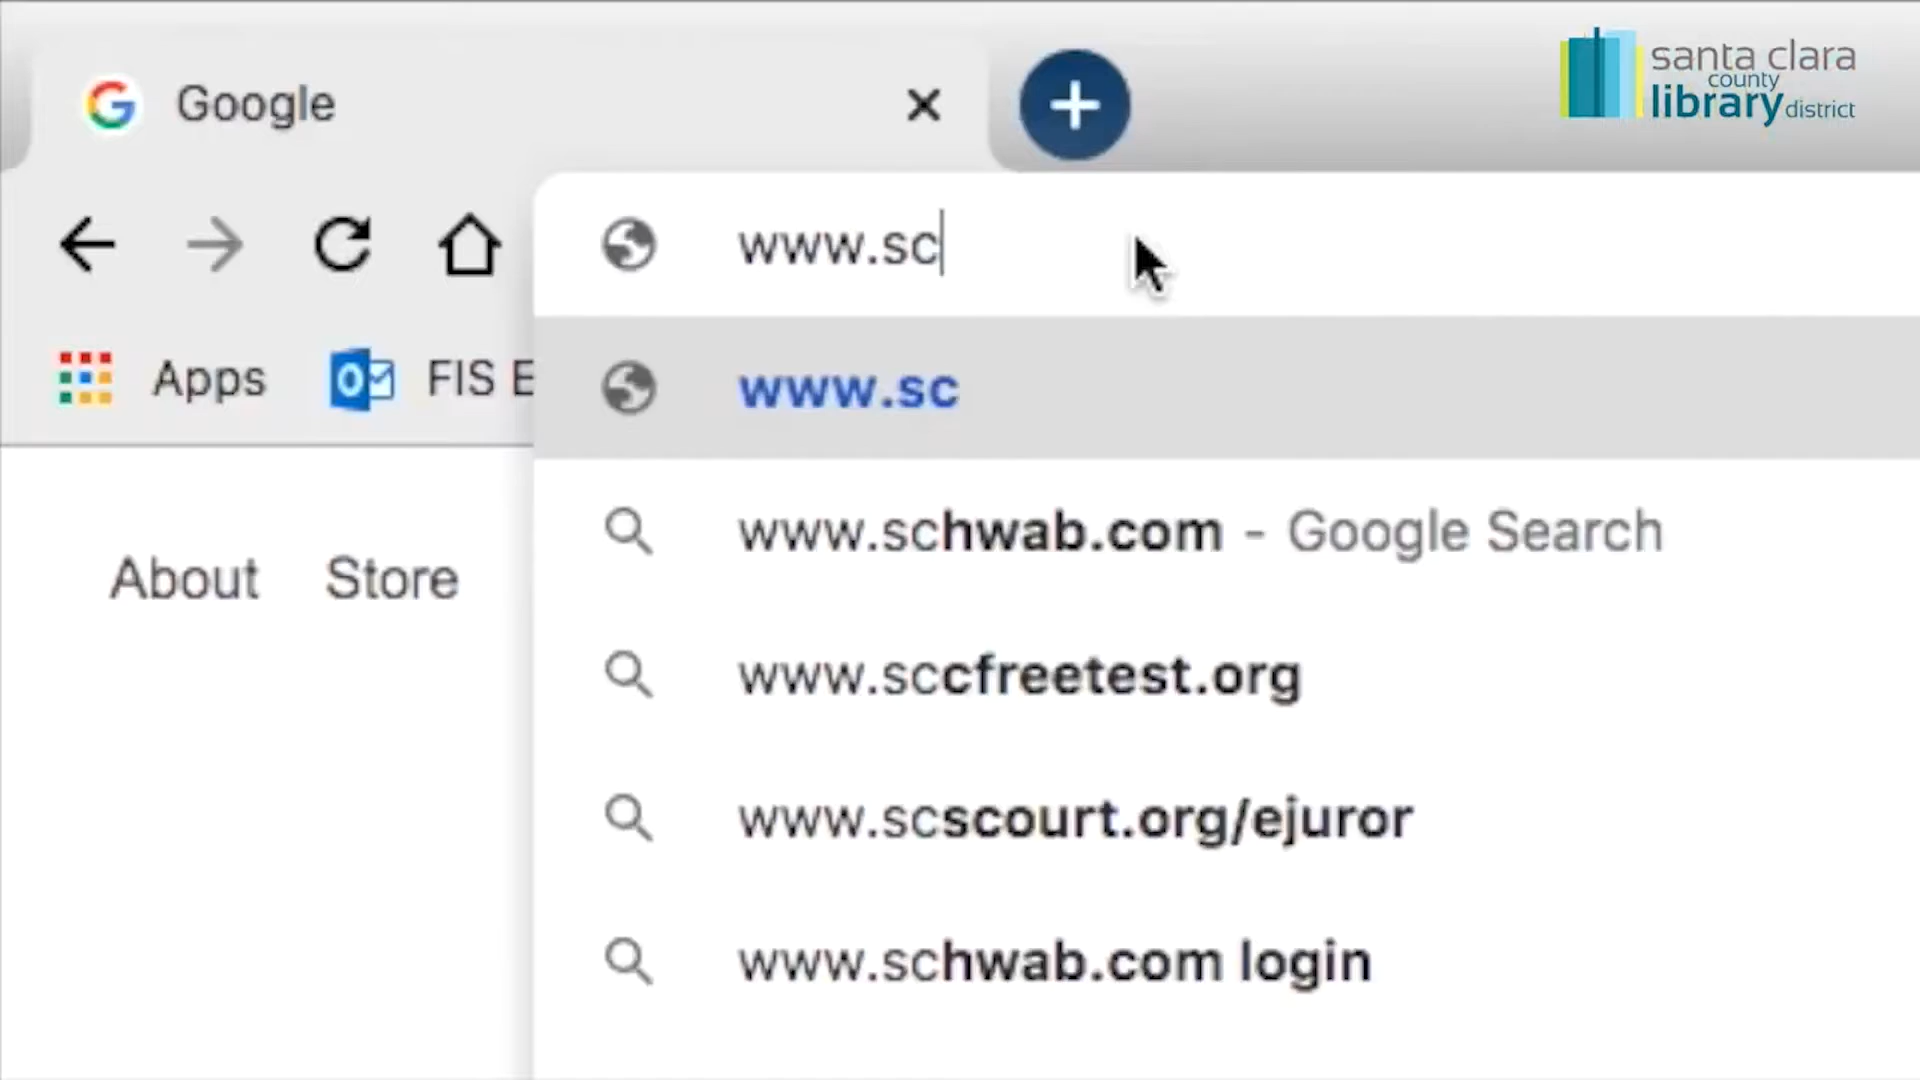 Google
santa clara
county
library district
www.sc
Apps
FIS E
www.sc
www.schwab.com - Google Search
About
Store
www.sccfreetest.org
www.scscourt.org/ejuror
www.schwab.com login